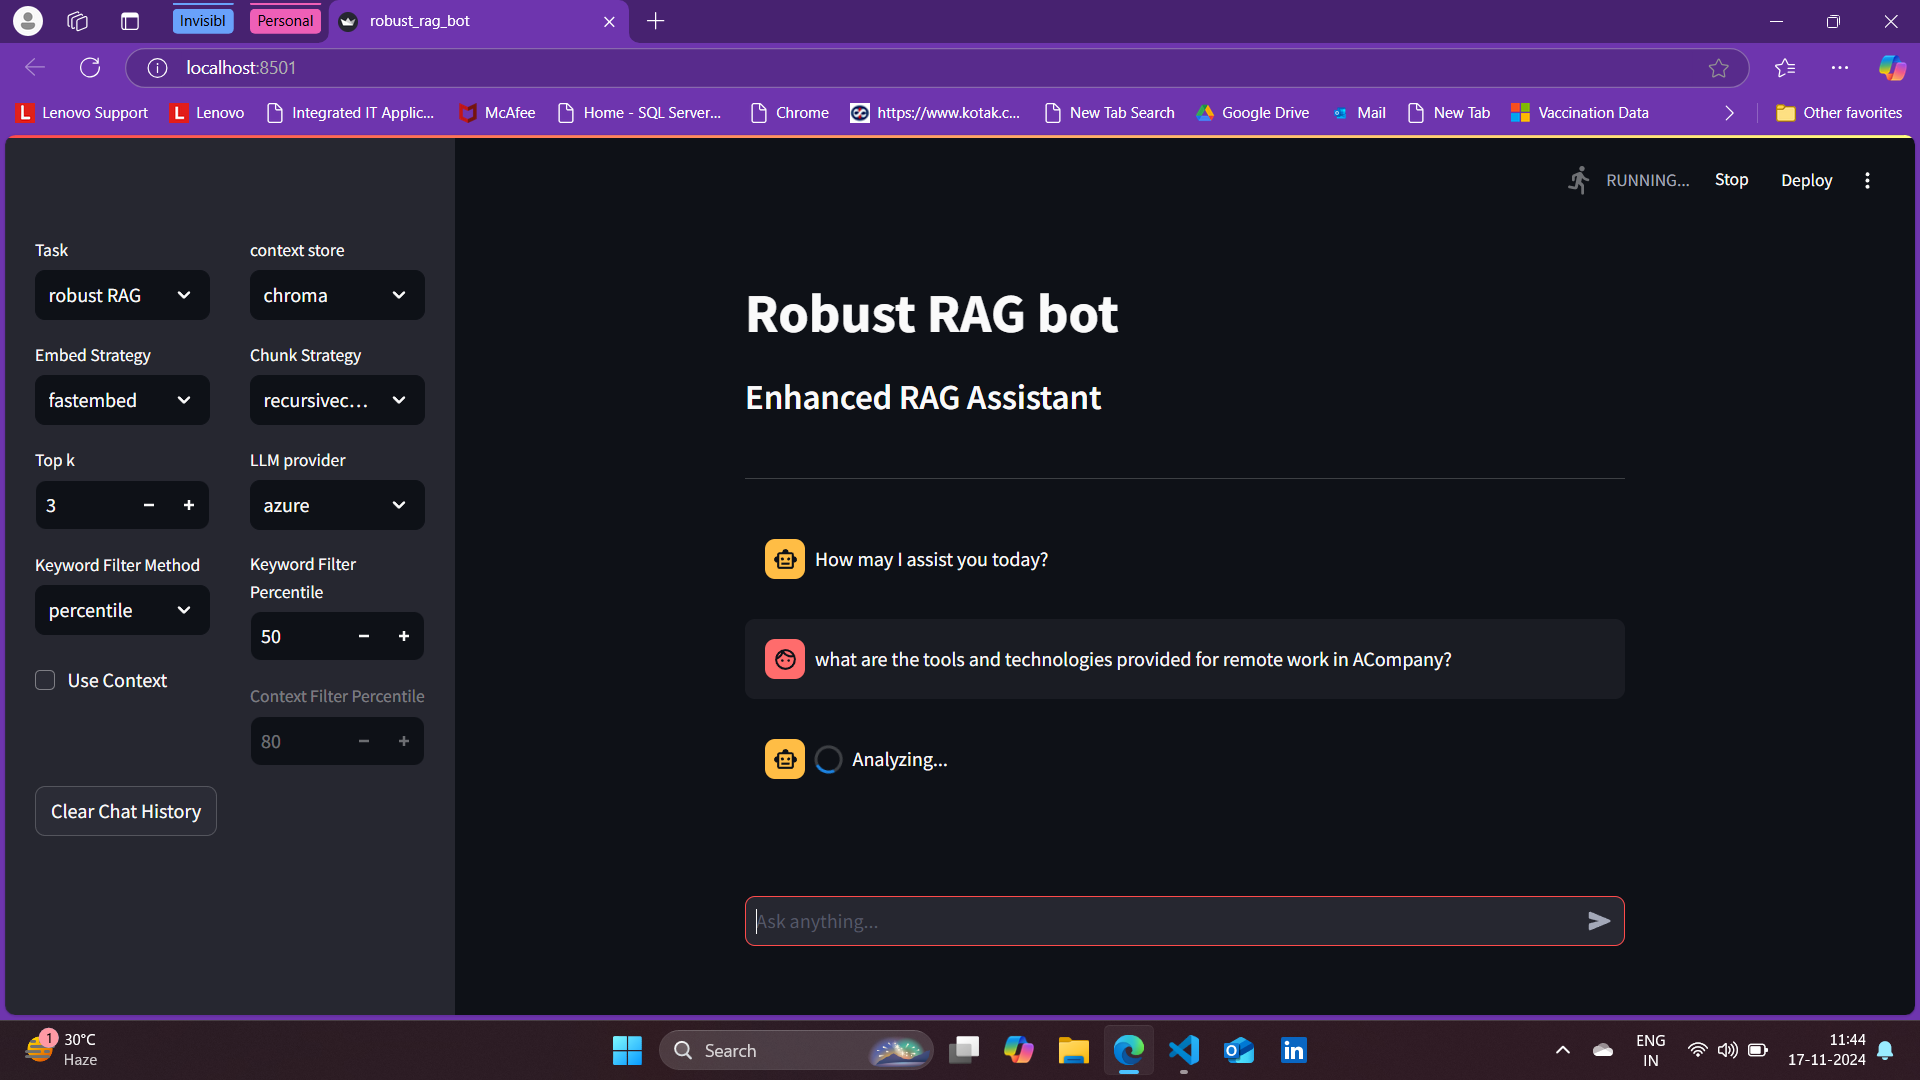 Invisibl
Personal
robust_rag_bot
localhost:8501
Lenovo Support
Lenovo
Integrated IT Applic...
McAfee
Home - SQL Server...
Chrome
https://www.kotak.c...
New Tab Search
Google Drive
Mail
New Tab
Vaccination Data
Other favorites
RUNNING...
Stop
Deploy
Task
context store
robust RAG
chroma
Embed Strategy
Chunk Strategy
fastembed
recursivec...
Top k
LLM provider
3
azure
Keyword Filter Method
Keyword Filter
Percentile
percentile
50
Use Context
Context Filter Percentile
80
Clear Chat History
Robust RAG bot
Enhanced RAG Assistant
How may I assist you today?
what are the tools and technologies provided for remote work in ACompany?
Analyzing...
Ask anything...
1
30°C
Haze
Search
ENG
IN
11:44
17-11-2024